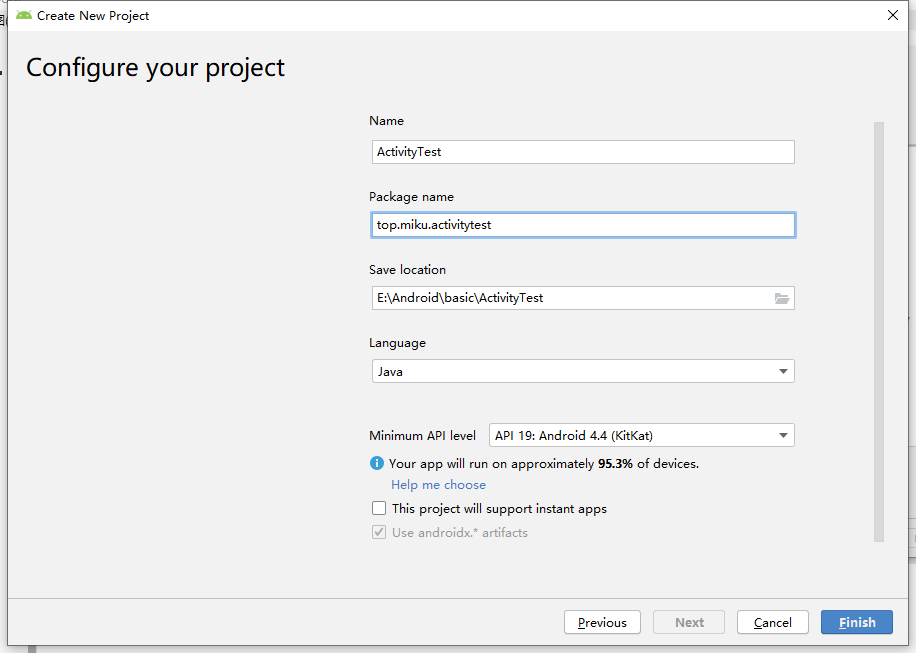 Create New Project
Configure your project
Name
ActivityTest
Package name
top.miku.activitytest
Save location
E:\Android\basic\ActivityTest
Language
Java
Minimum API level API 19: Android 4.4 (KitKat)
Your app will run on approximately 95.3% of devices.
Help me choose
This project will support instant apps
Use androidx.* artifacts
Previous Next Cancel Finish